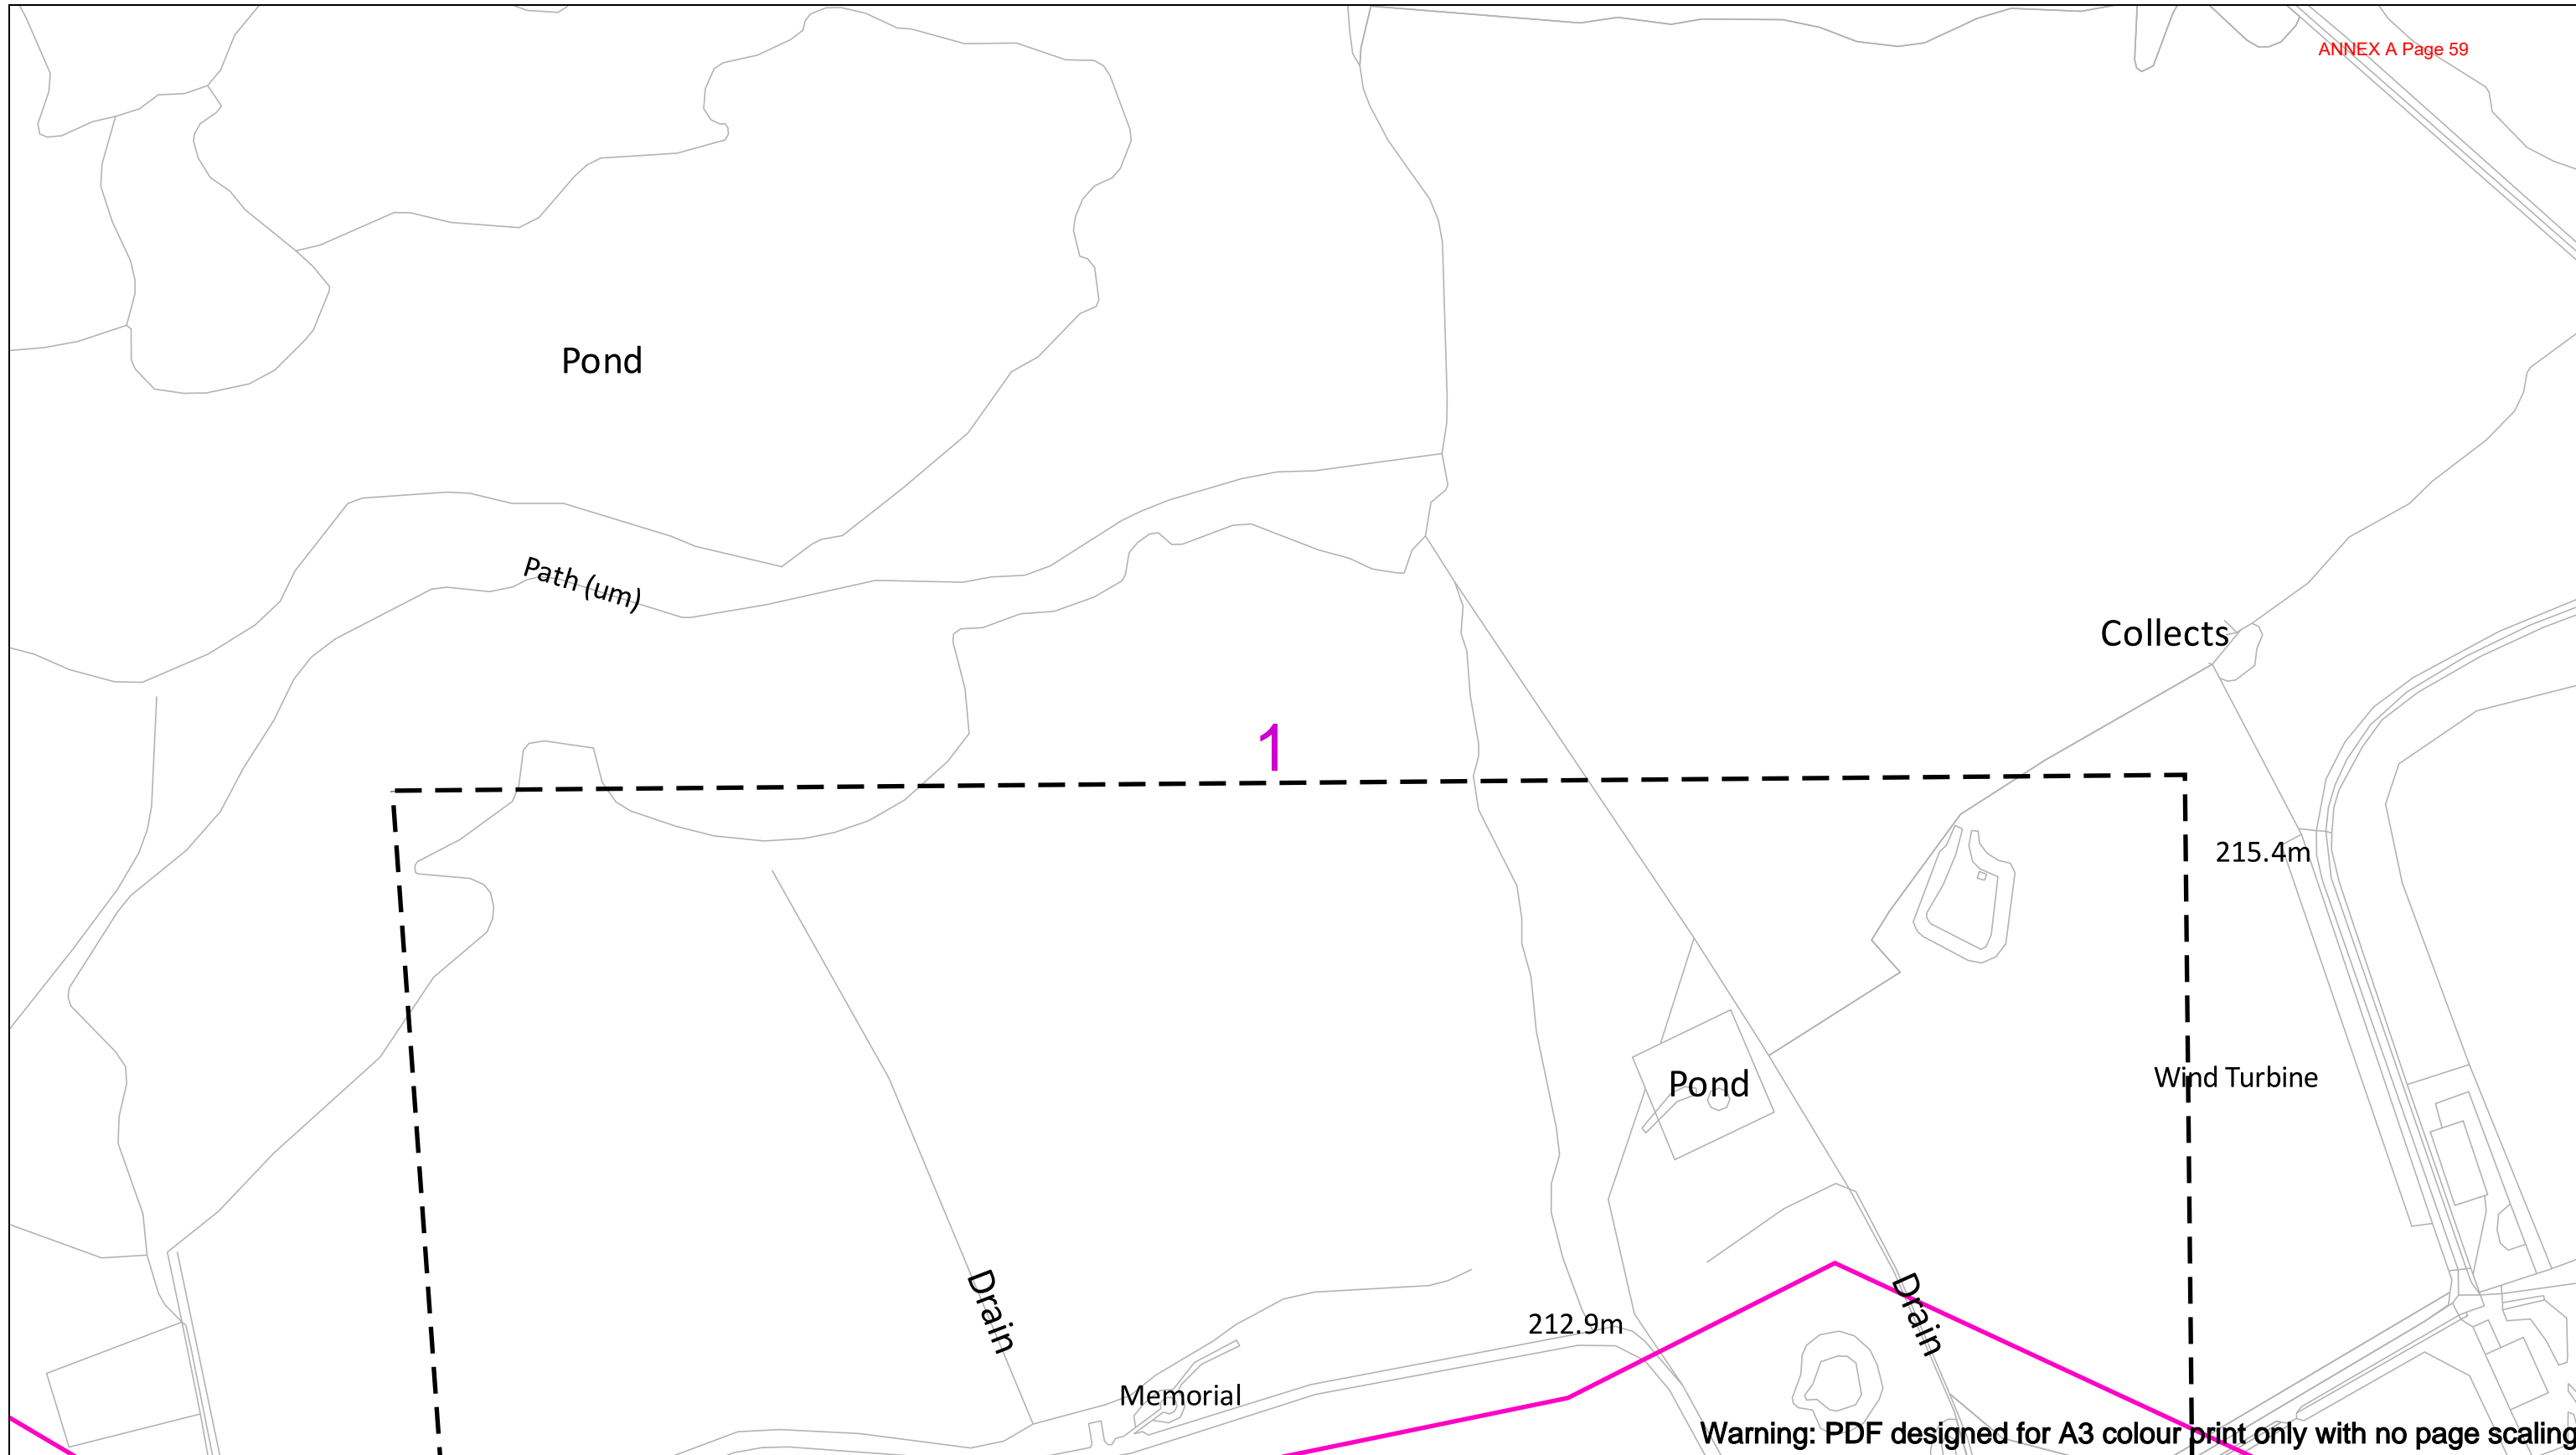 ANNEX A Page 59
Pond
Path (um)
Collects
1
215.4m
Wind Turbine
Pond
Drain
Drain
212.9m
Memorial
Warning: PDF designed for A3 colour print only with no page scaling